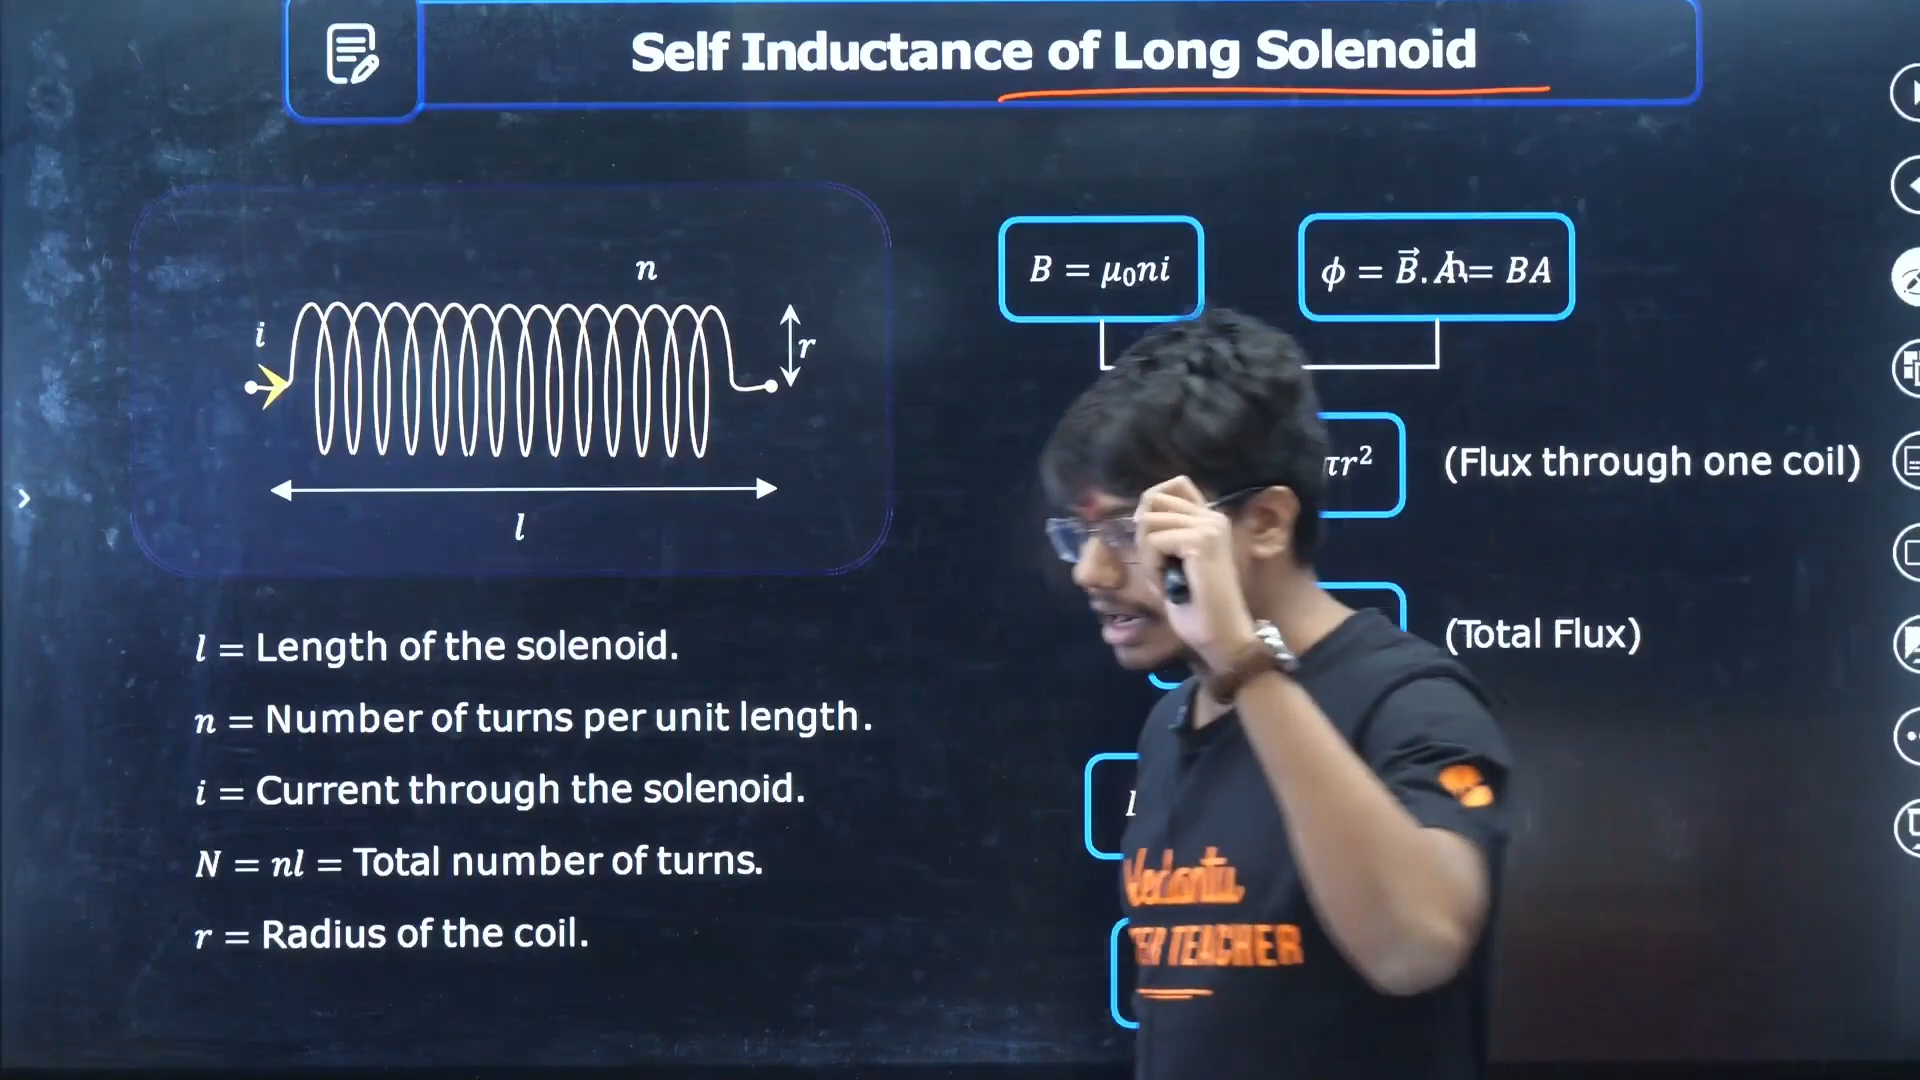 Self Inductance of Long Solenoid
n
i
r
l
B = μ₀ni
ϕ = B⃗. A = BA
πr²
(Flux through one coil)
(Total Flux)
l = Length of the solenoid.
n = Number of turns per unit length.
i = Current through the solenoid.
N = nl = Total number of turns.
r = Radius of the coil.
Vedantu
TEACHER